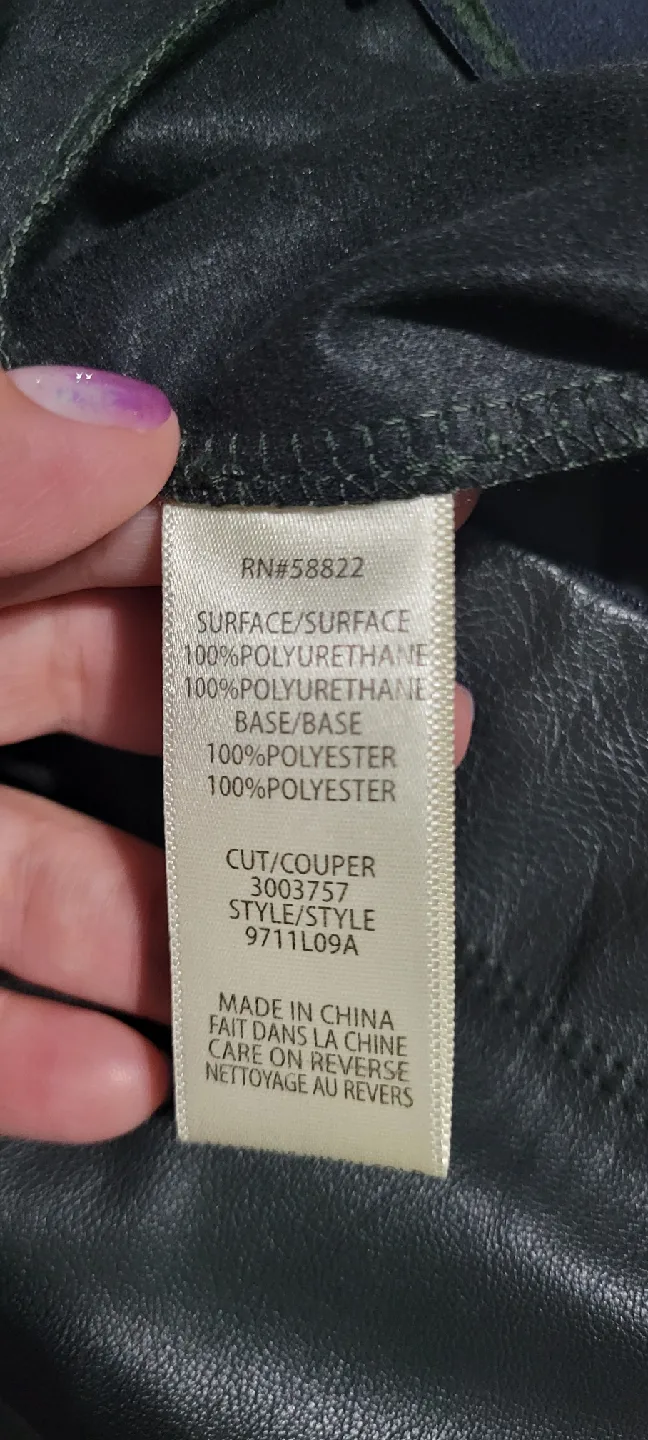 RN#58822
SURFACE/SURFACE
100%POLYURETHANE
100%POLYURETHANE
BASE/BASE
100%POLYESTER
100%POLYESTER
CUT/COUPER
3003757
STYLE/STYLE
9711L09A
MADE IN CHINA
FAIT DANS LA CHINE
CARE ON REVERSE
NETTOYAGE AU REVERS